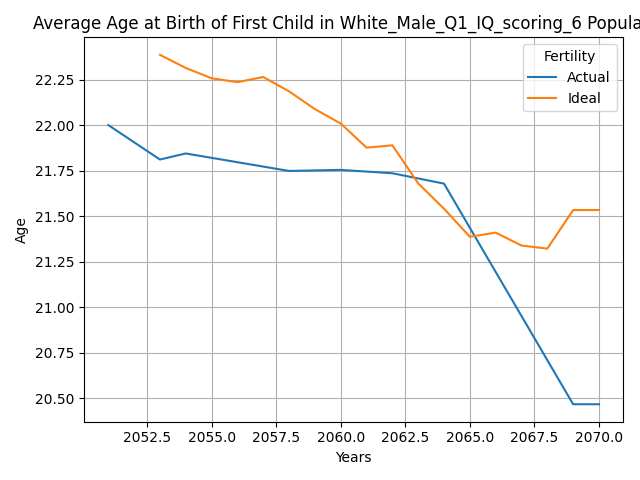 Average Age at Birth of First Child in White_Male_Q1_IQ_scoring_6 Popula
Fertility
Actual
Ideal
22.25
22.00
21.75
21.50
21.25
21.00
20.75
20.50
Age
2052.5 2055.0 2057.5 2060.0 2062.5 2065.0 2067.5 2070.0
Years